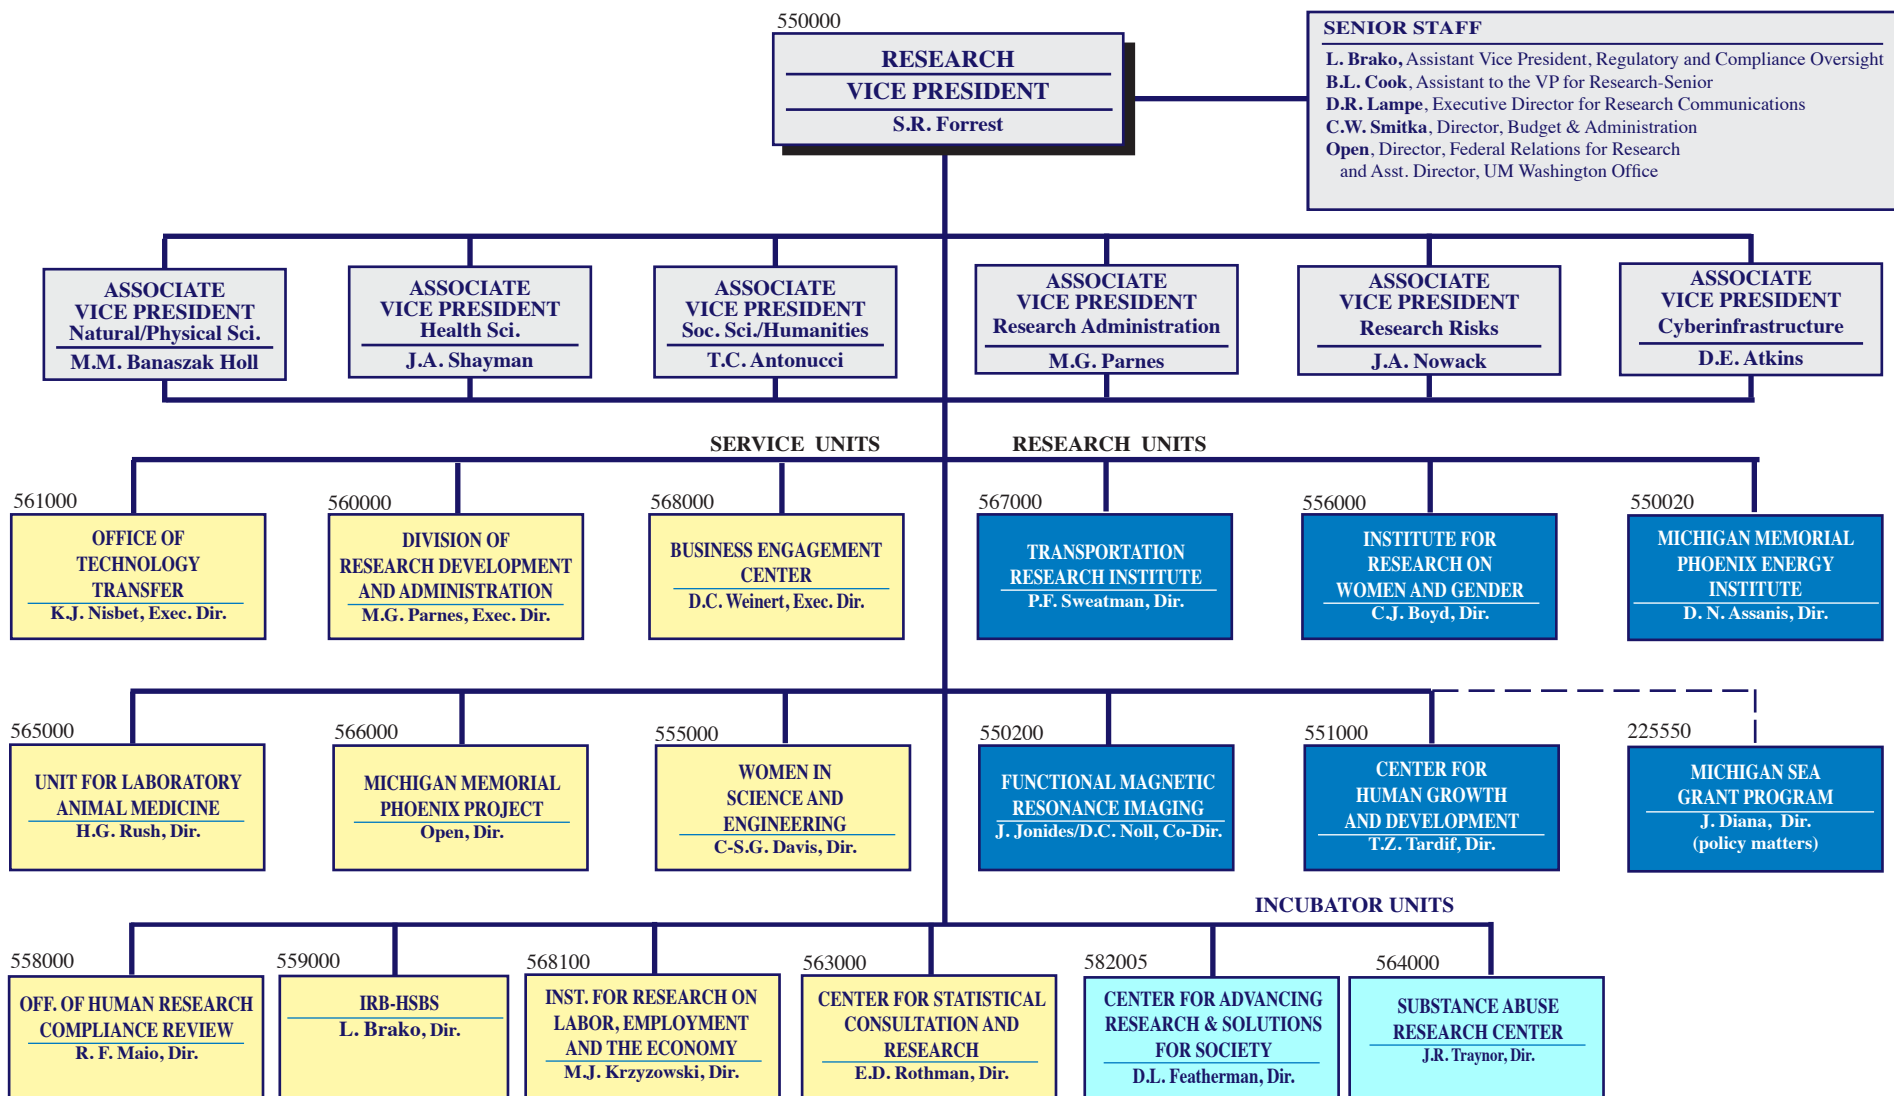 550000
RESEARCH
VICE PRESIDENT
S.R. Forrest
SENIOR STAFF
L. Brako, Assistant Vice President, Regulatory and Compliance Oversight
B.L. Cook, Assistant to the VP for Research-Senior
D.R. Lampe, Executive Director for Research Communications
C.W. Smitka, Director, Budget & Administration
Open, Director, Federal Relations for Research
and Asst. Director, UM Washington Office
ASSOCIATE
VICE PRESIDENT
Natural/Physical Sci.
M.M. Banaszak Holl
ASSOCIATE
VICE PRESIDENT
Health Sci.
J.A. Shayman
ASSOCIATE
VICE PRESIDENT
Soc. Sci./Humanities
T.C. Antonucci
ASSOCIATE
VICE PRESIDENT
Research Administration
M.G. Parnes
ASSOCIATE
VICE PRESIDENT
Research Risks
J.A. Nowack
ASSOCIATE
VICE PRESIDENT
Cyberinfrastructure
D.E. Atkins
SERVICE UNITS
RESEARCH UNITS
561000
OFFICE OF
TECHNOLOGY
TRANSFER
K.J. Nisbet, Exec. Dir.
560000
DIVISION OF
RESEARCH DEVELOPMENT
AND ADMINISTRATION
M.G. Parnes, Exec. Dir.
568000
BUSINESS ENGAGEMENT
CENTER
D.C. Weinert, Exec. Dir.
567000
TRANSPORTATION
RESEARCH INSTITUTE
P.F. Sweatman, Dir.
556000
INSTITUTE FOR
RESEARCH ON
WOMEN AND GENDER
C.J. Boyd, Dir.
550020
MICHIGAN MEMORIAL
PHOENIX ENERGY
INSTITUTE
D. N. Assanis, Dir.
565000
UNIT FOR LABORATORY
ANIMAL MEDICINE
H.G. Rush, Dir.
566000
MICHIGAN MEMORIAL
PHOENIX PROJECT
Open, Dir.
555000
WOMEN IN
SCIENCE AND
ENGINEERING
C-S.G. Davis, Dir.
550200
FUNCTIONAL MAGNETIC
RESONANCE IMAGING
J. Jonides/D.C. Noll, Co-Dir.
551000
CENTER FOR
HUMAN GROWTH
AND DEVELOPMENT
T.Z. Tardif, Dir.
225550
MICHIGAN SEA
GRANT PROGRAM
J. Diana, Dir.
(policy matters)
INCUBATOR UNITS
558000
OFF. OF HUMAN RESEARCH
COMPLIANCE REVIEW
R. F. Maio, Dir.
559000
IRB-HSBS
L. Brako, Dir.
568100
INST. FOR RESEARCH ON
LABOR, EMPLOYMENT
AND THE ECONOMY
M.J. Krzyzowski, Dir.
563000
CENTER FOR STATISTICAL
CONSULTATION AND
RESEARCH
E.D. Rothman, Dir.
582005
CENTER FOR ADVANCING
RESEARCH & SOLUTIONS
FOR SOCIETY
D.L. Featherman, Dir.
564000
SUBSTANCE ABUSE
RESEARCH CENTER
J.R. Traynor, Dir.